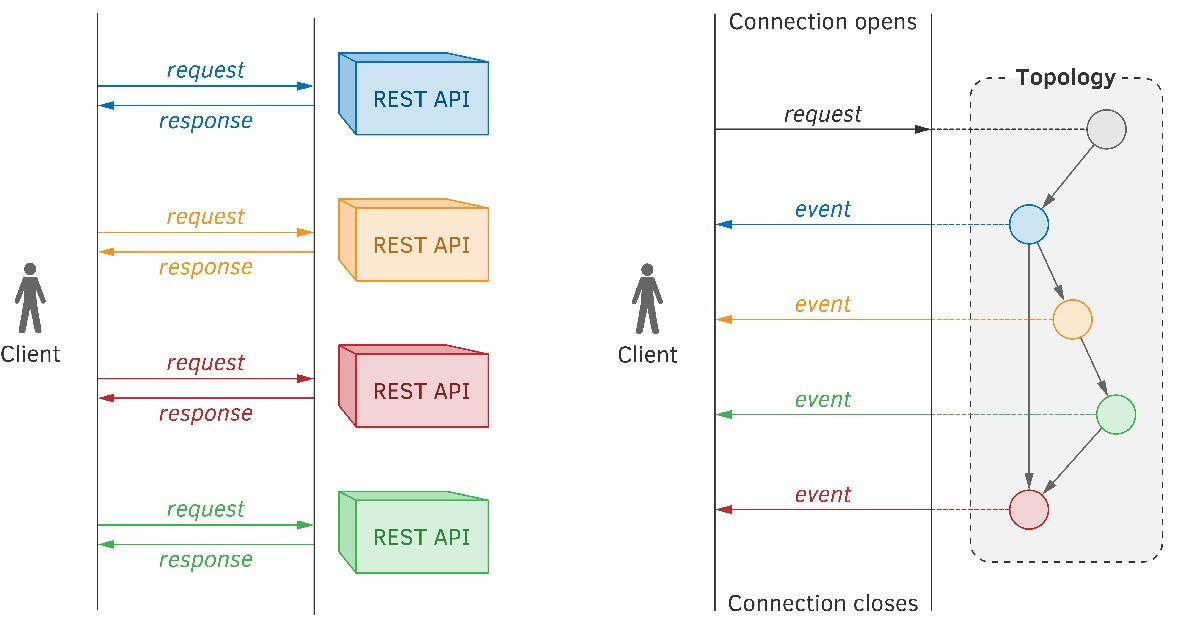 request
response
REST API
request
response
REST API
Client
request
response
REST API
request
response
REST API
Connection opens
Topology
request
event
event
Client
event
event
Connection closes